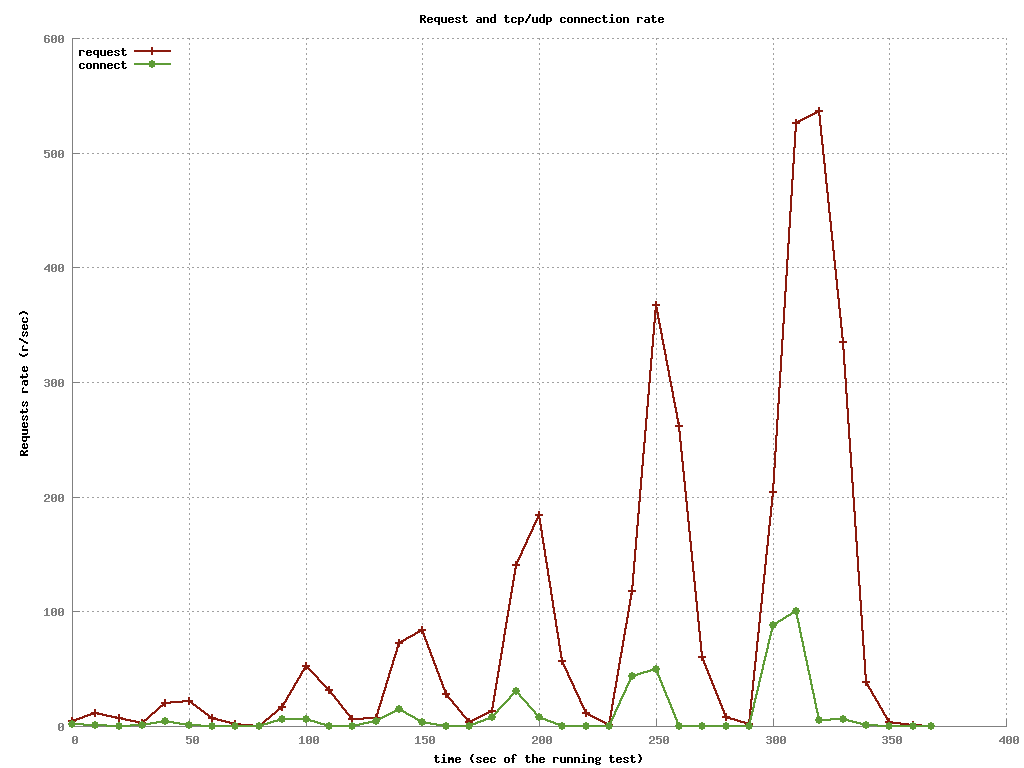 Request and tcp/udp connection rate
request
connect
600
500
400
300
200
100
0
Requests rate (r/sec)
0 50 100 150 200 250 300 350 400
time (sec of the running test)